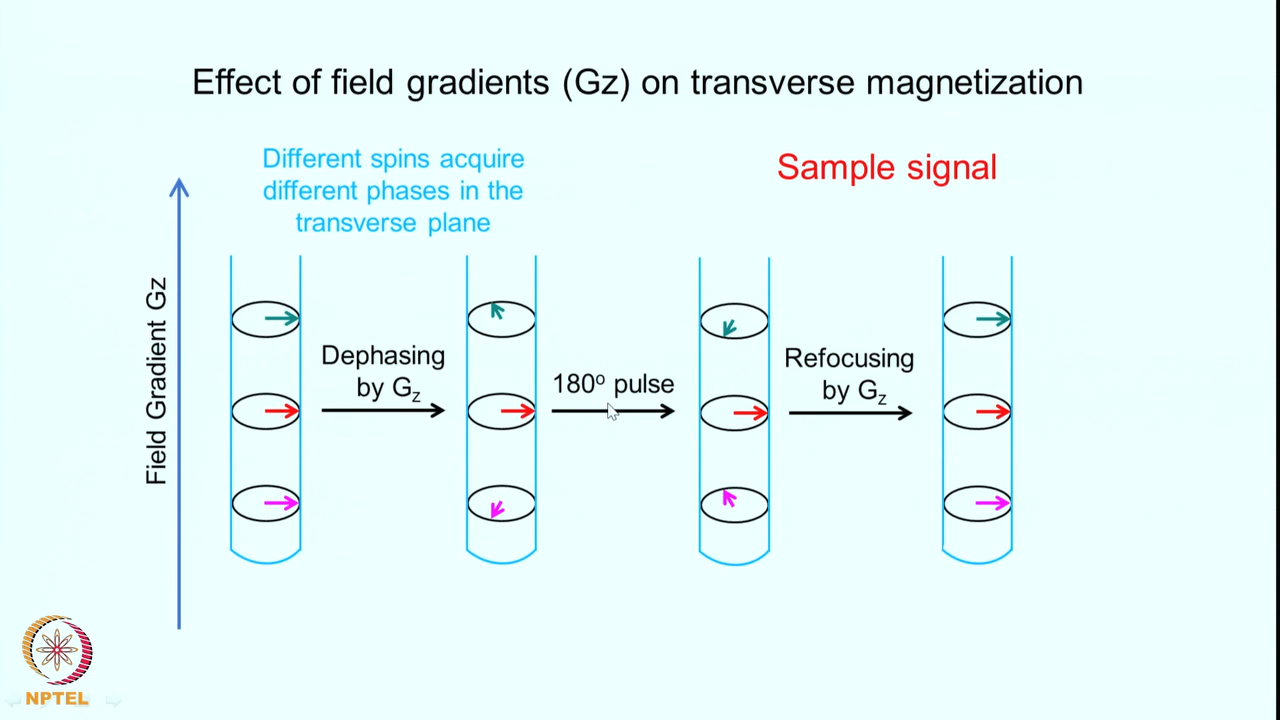 Effect of field gradients (Gz) on transverse magnetization
Different spins acquire
different phases in the
transverse plane
Sample signal
Field Gradient Gz
Dephasing
by Gz
180º pulse
Refocusing
by Gz
NPTEL